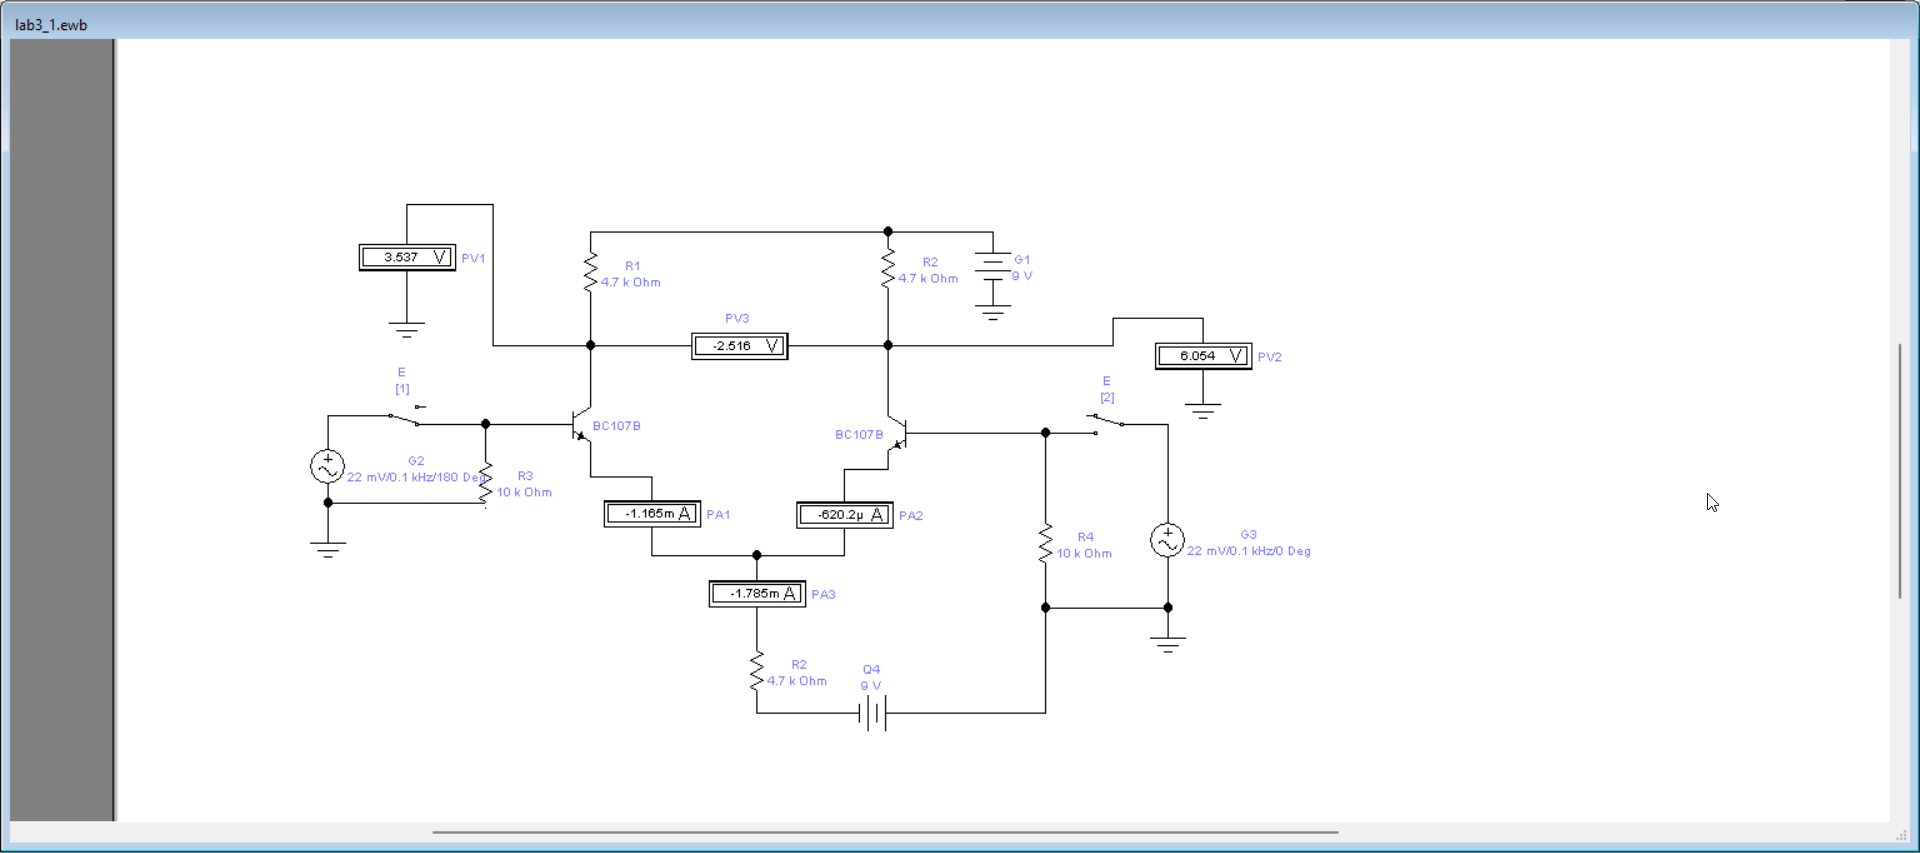 lab3_1.ewb
3.537 V
PV1
R1
4.7 k Ohm
R2
4.7 k Ohm
G1
9 V
PV3
-2.516 V
6.054 V
PV2
E
[1]
E
[2]
BC107B
BC107B
G2
22 mV/0.1 kHz/180 Deg
R3
10 k Ohm
-1.165m A
PA1
-620.2µ A
PA2
R4
10 k Ohm
G3
22 mV/0.1 kHz/0 Deg
-1.785m A
PA3
R2
4.7 k Ohm
Q4
9 V